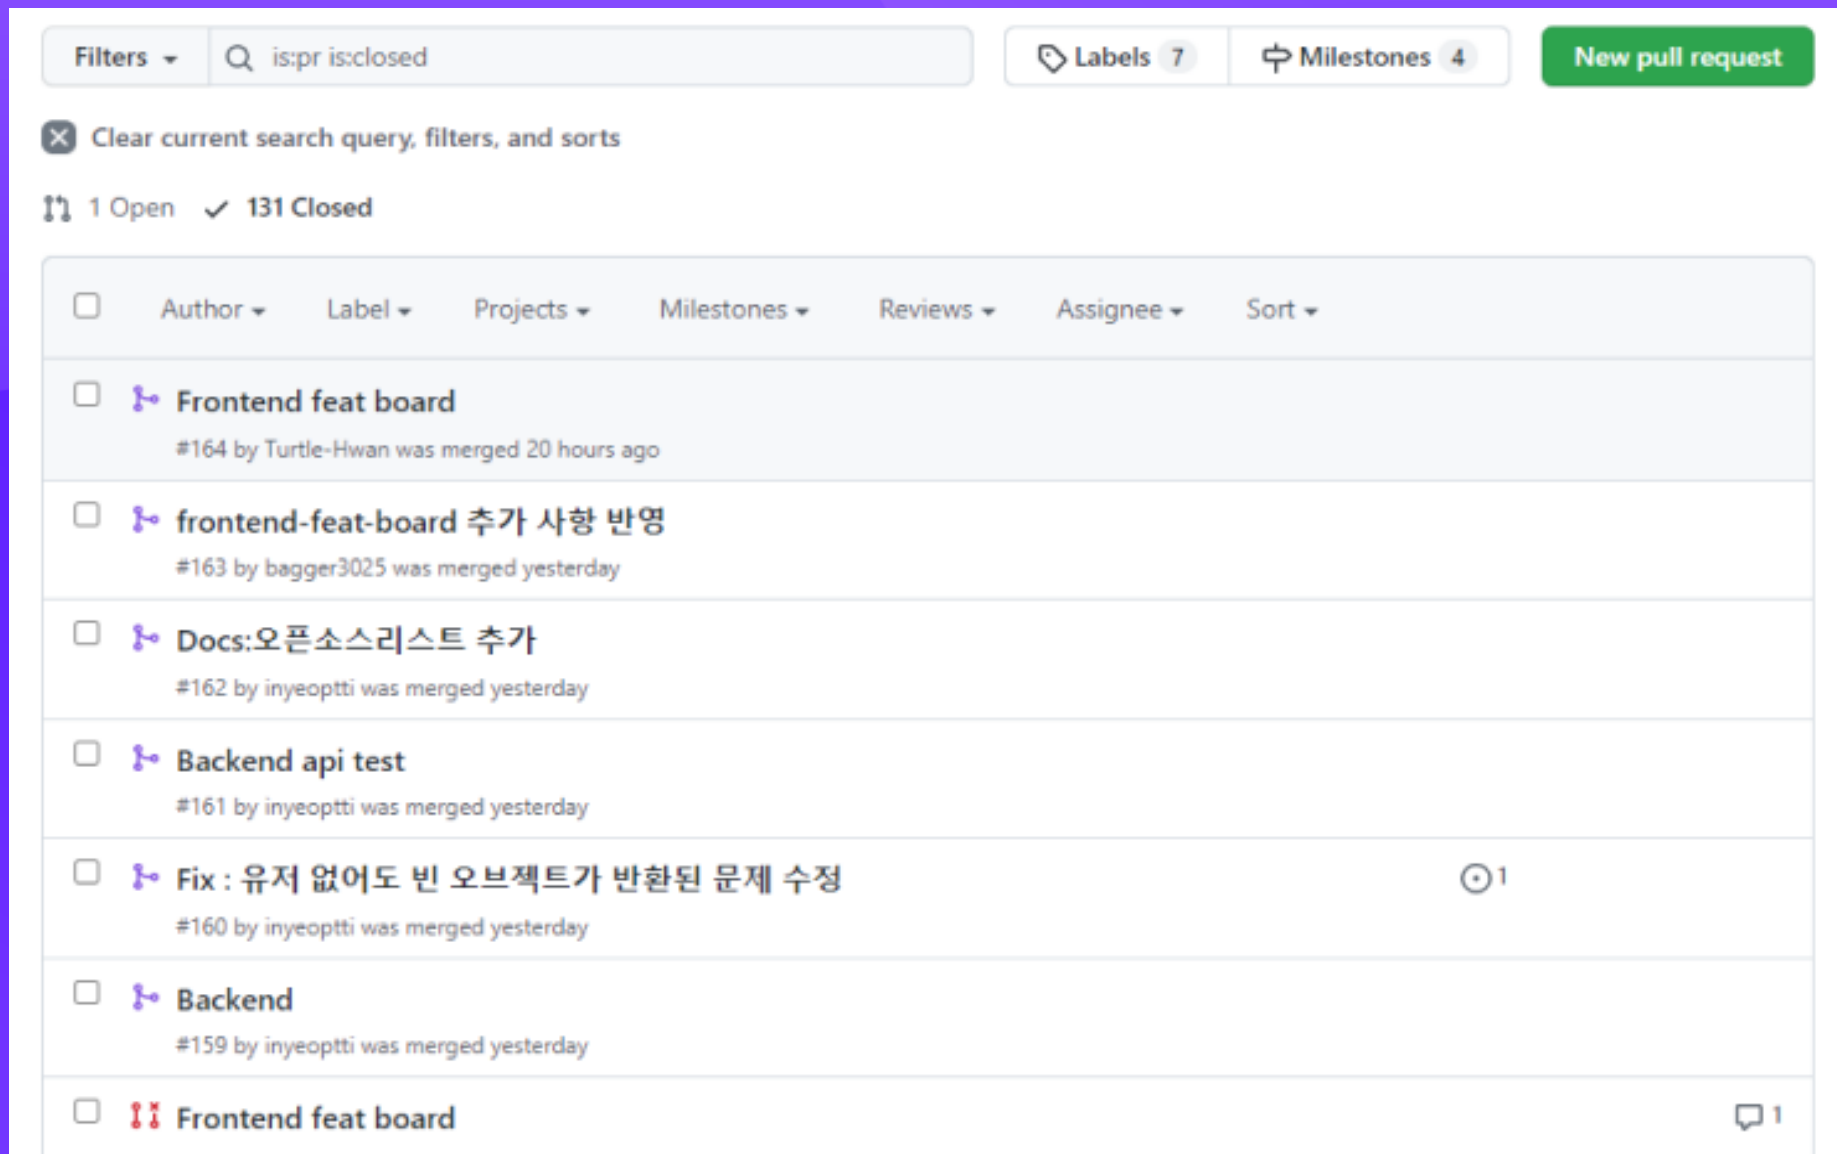 Filters is:pr is:closed Labels 7 Milestones 4 New pull request
Clear current search query, filters, and sorts
1 Open 131 Closed
Author Label Projects Milestones Reviews Assignee Sort
Frontend feat board
#164 by Turtle-Hwan was merged 20 hours ago
frontend-feat-board 추가 사항 반영
#163 by bagger3025 was merged yesterday
Docs:오픈소스리스트 추가
#162 by inyeoptti was merged yesterday
Backend api test
#161 by inyeoptti was merged yesterday
Fix : 유저 없어도 빈 오브젝트가 반환된 문제 수정 1
#160 by inyeoptti was merged yesterday
Backend
#159 by inyeoptti was merged yesterday
Frontend feat board 1